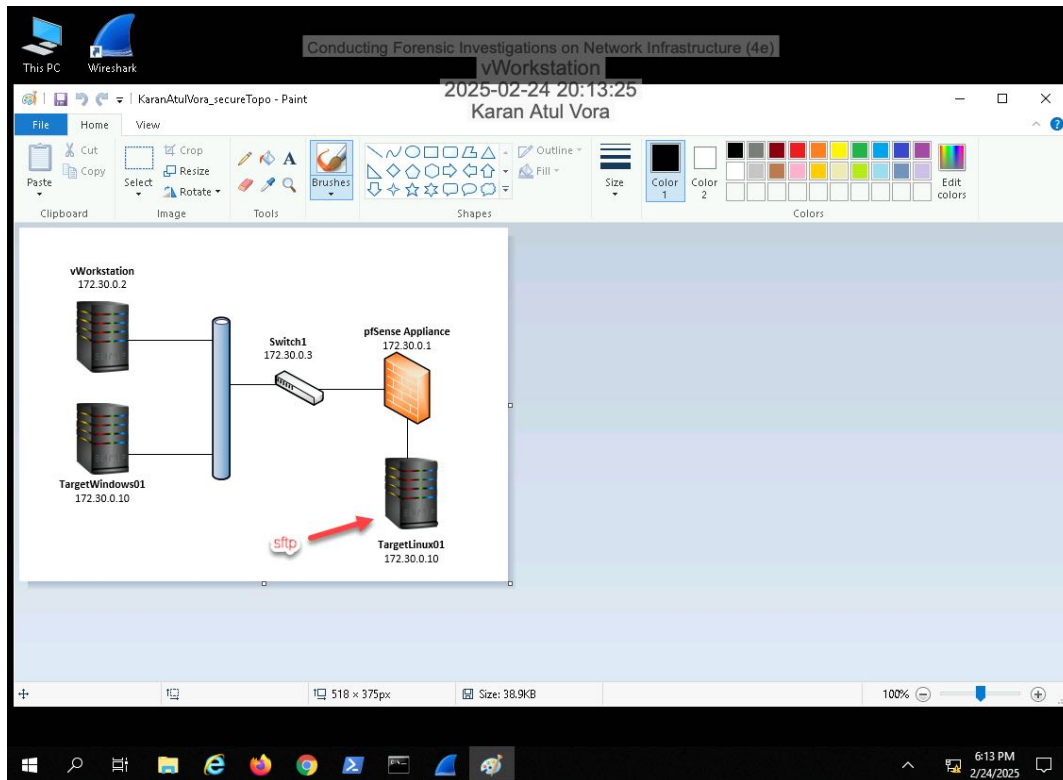 This PC
Wireshark
Conducting Forensic Investigations on Network Infrastructure (4e)
vWorkstation
2025-02-24 20:13:25
Karan Atul Vora
KaranAtulVora_secureTopo - Paint
File
Home
View
Paste
Cut
Copy
Clipboard
Select
Crop
Resize
Rotate
Image
A
Tools
Brushes
Outline
Fill
Shapes
Size
Color
1
Color
2
Edit
colors
Colors
vWorkstation
172.30.0.2
Switch1
172.30.0.3
pfSense Appliance
172.30.0.1
TargetWindows01
172.30.0.10
sftp
TargetLinux01
172.30.0.10
518 × 375px
Size: 38.9KB
100%
6:13 PM
2/24/2025